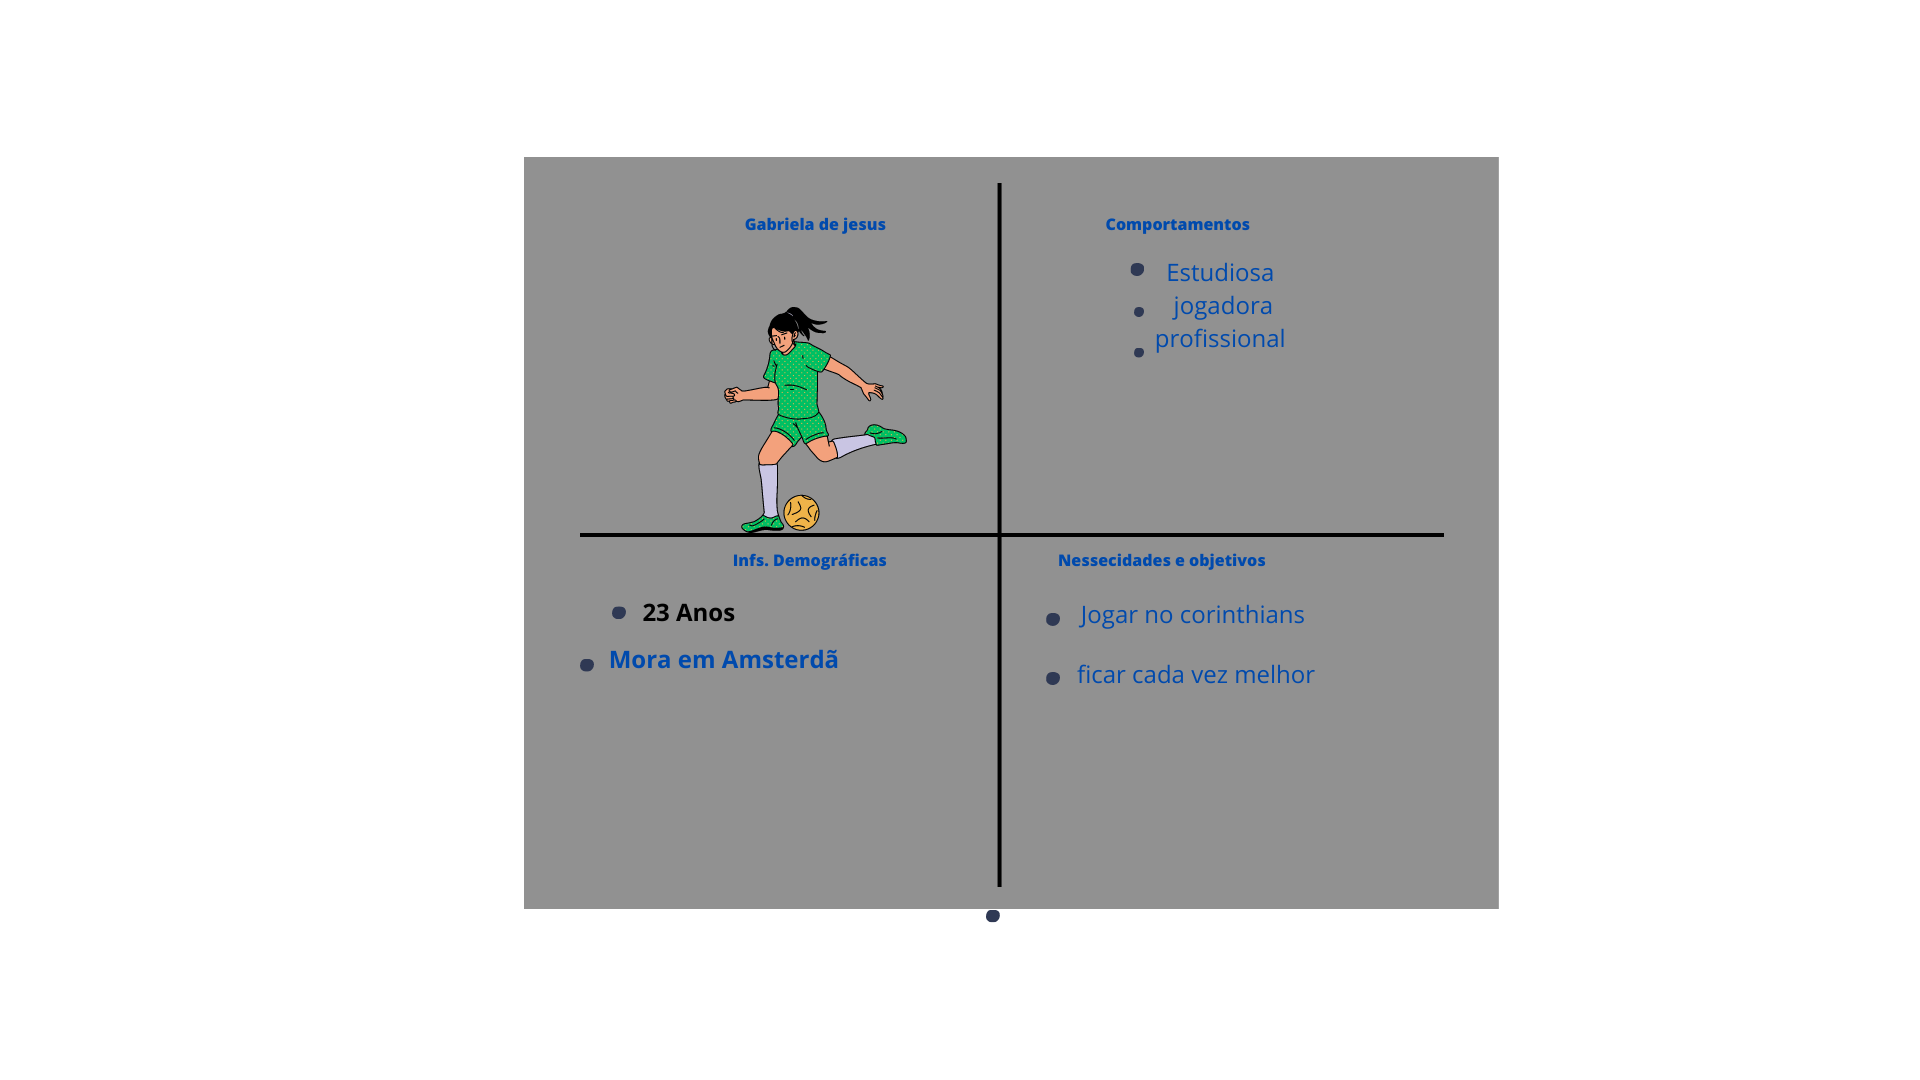 Gabriela de jesus
Comportamentos
Estudiosa
jogadora
profissional
Infs. Demográficas
23 Anos
Mora em Amsterdã
Nessecidades e objetivos
Jogar no corinthians
ficar cada vez melhor